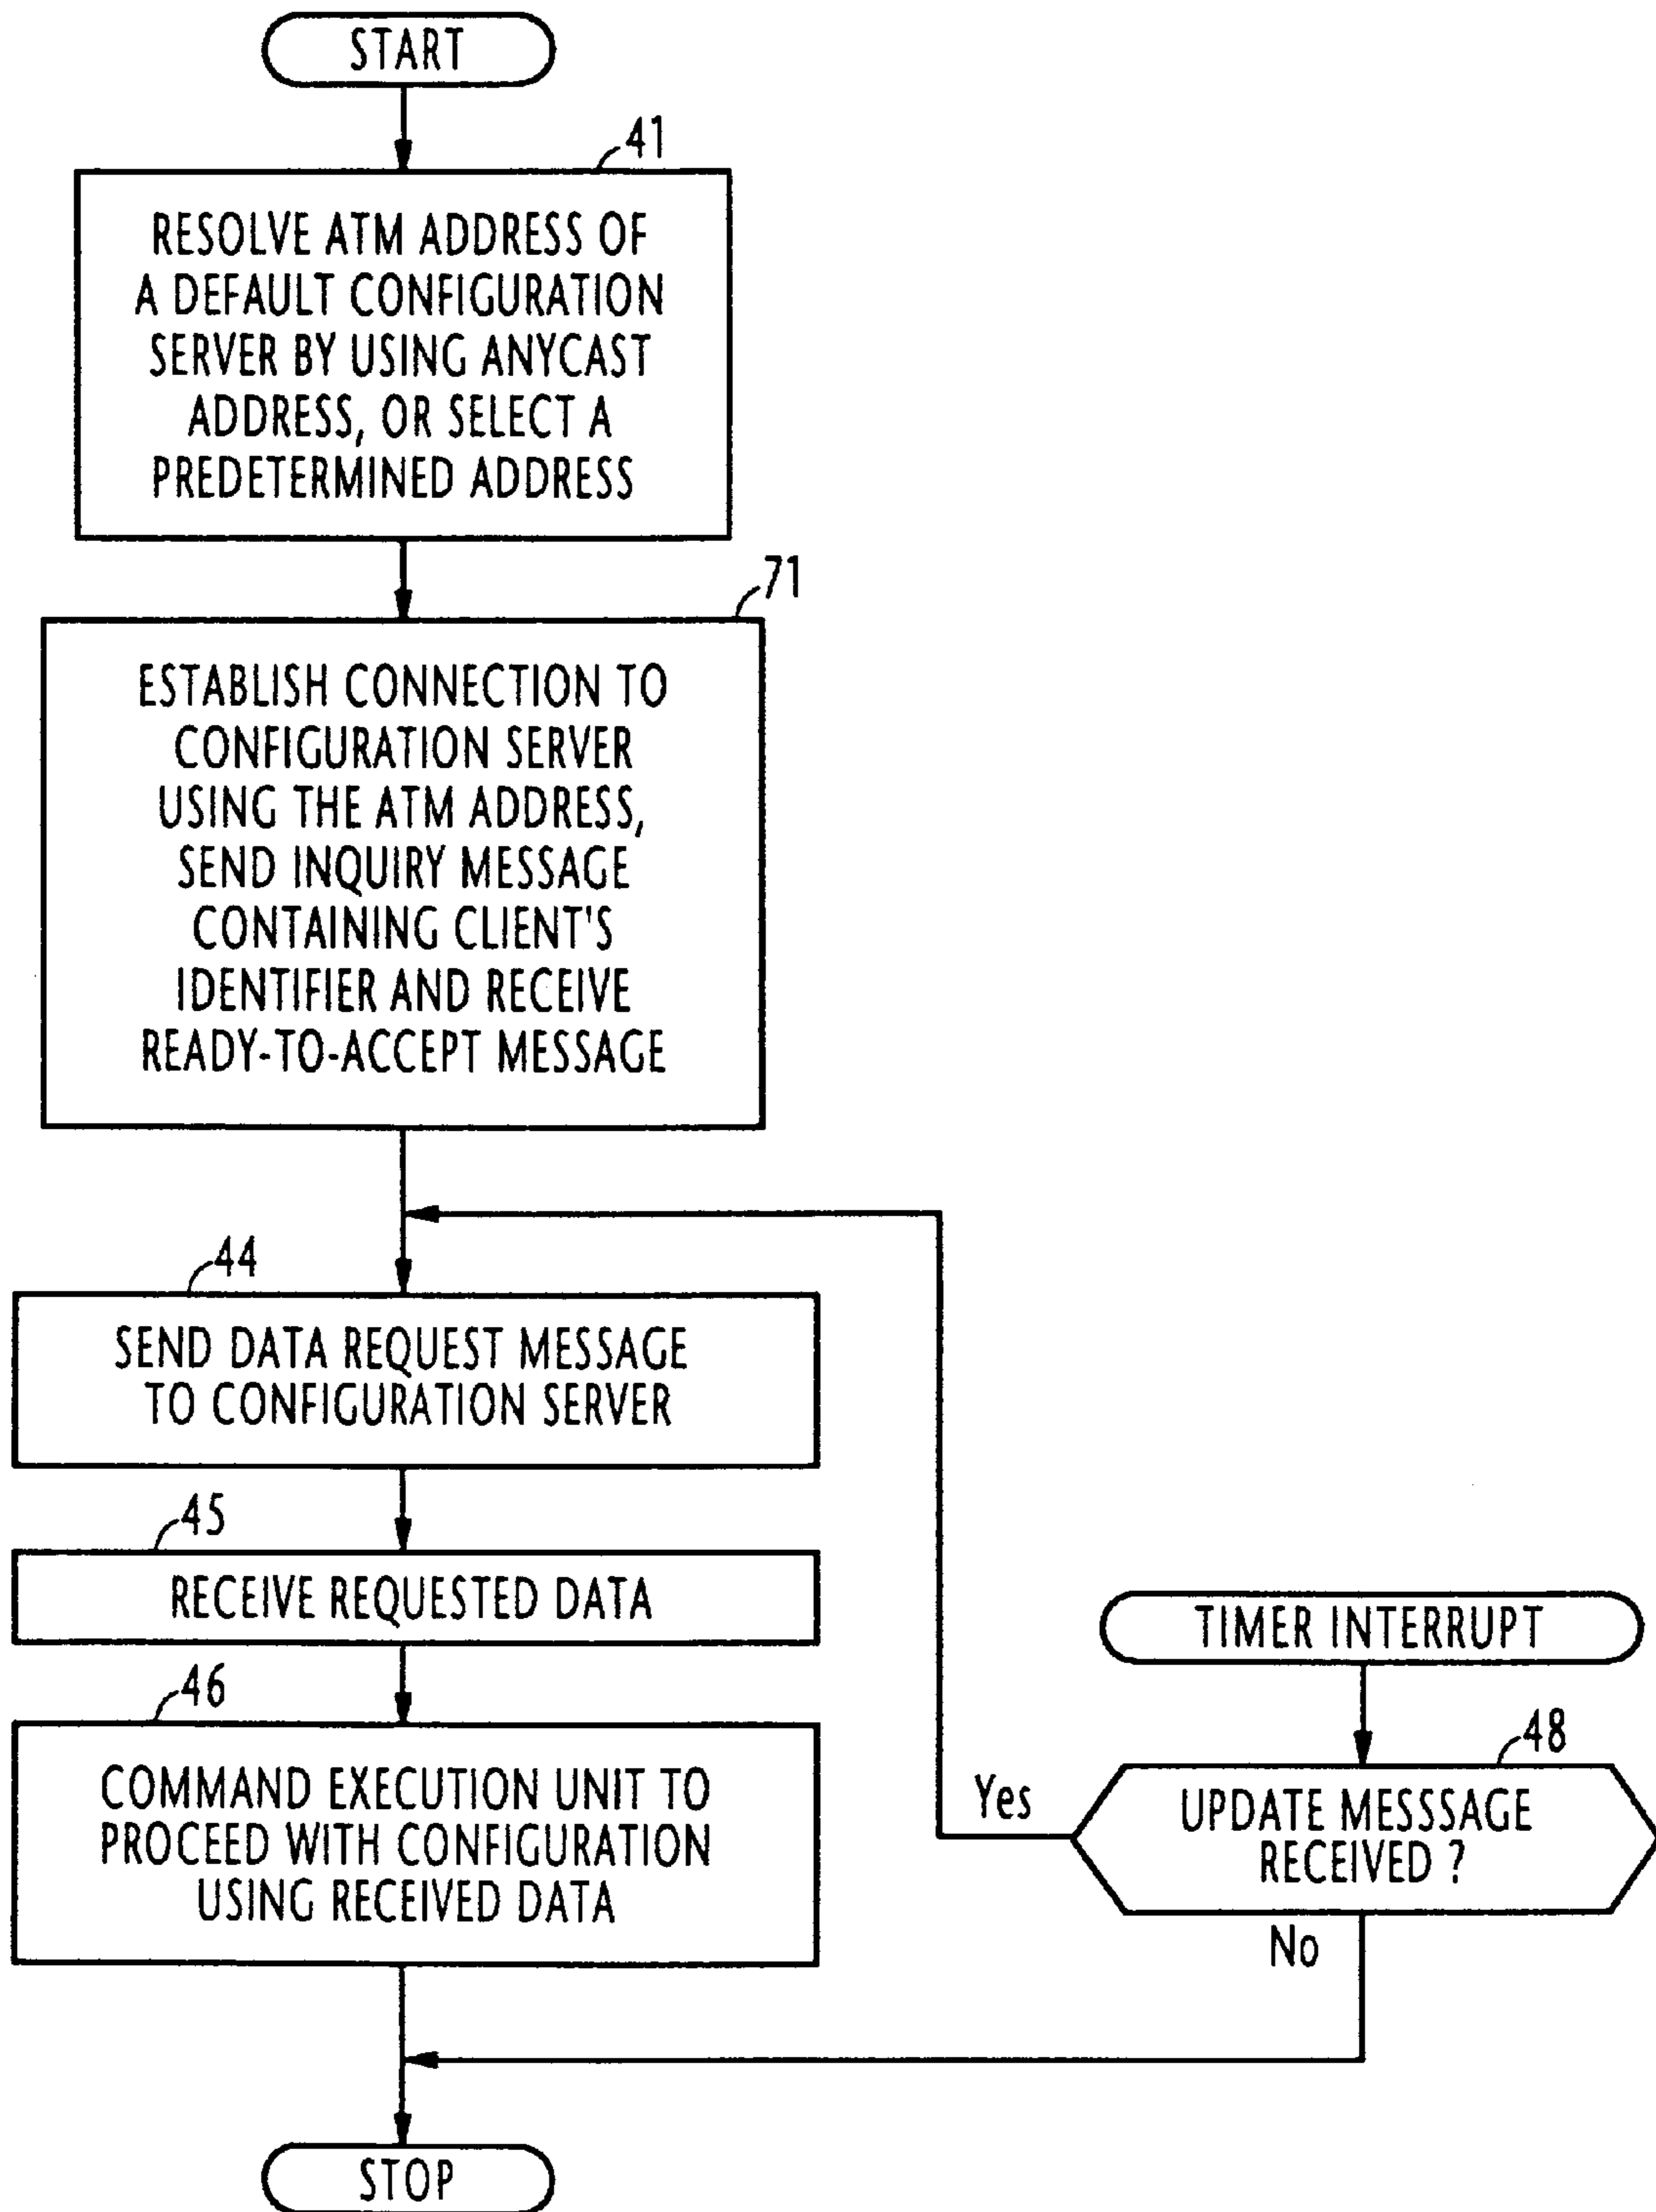 START
41
RESOLVE ATM ADDRESS OF
A DEFAULT CONFIGURATION
SERVER BY USING ANYCAST
ADDRESS, OR SELECT A
PREDETERMINED ADDRESS
71
ESTABLISH CONNECTION TO
CONFIGURATION SERVER
USING THE ATM ADDRESS,
SEND INQUIRY MESSAGE
CONTAINING CLIENT'S
IDENTIFIER AND RECEIVE
READY-TO-ACCEPT MESSAGE
44
SEND DATA REQUEST MESSAGE
TO CONFIGURATION SERVER
45
RECEIVE REQUESTED DATA
46
COMMAND EXECUTION UNIT TO
PROCEED WITH CONFIGURATION
USING RECEIVED DATA
TIMER INTERRUPT
48
UPDATE MESSSAGE
RECEIVED ?
Yes
No
STOP